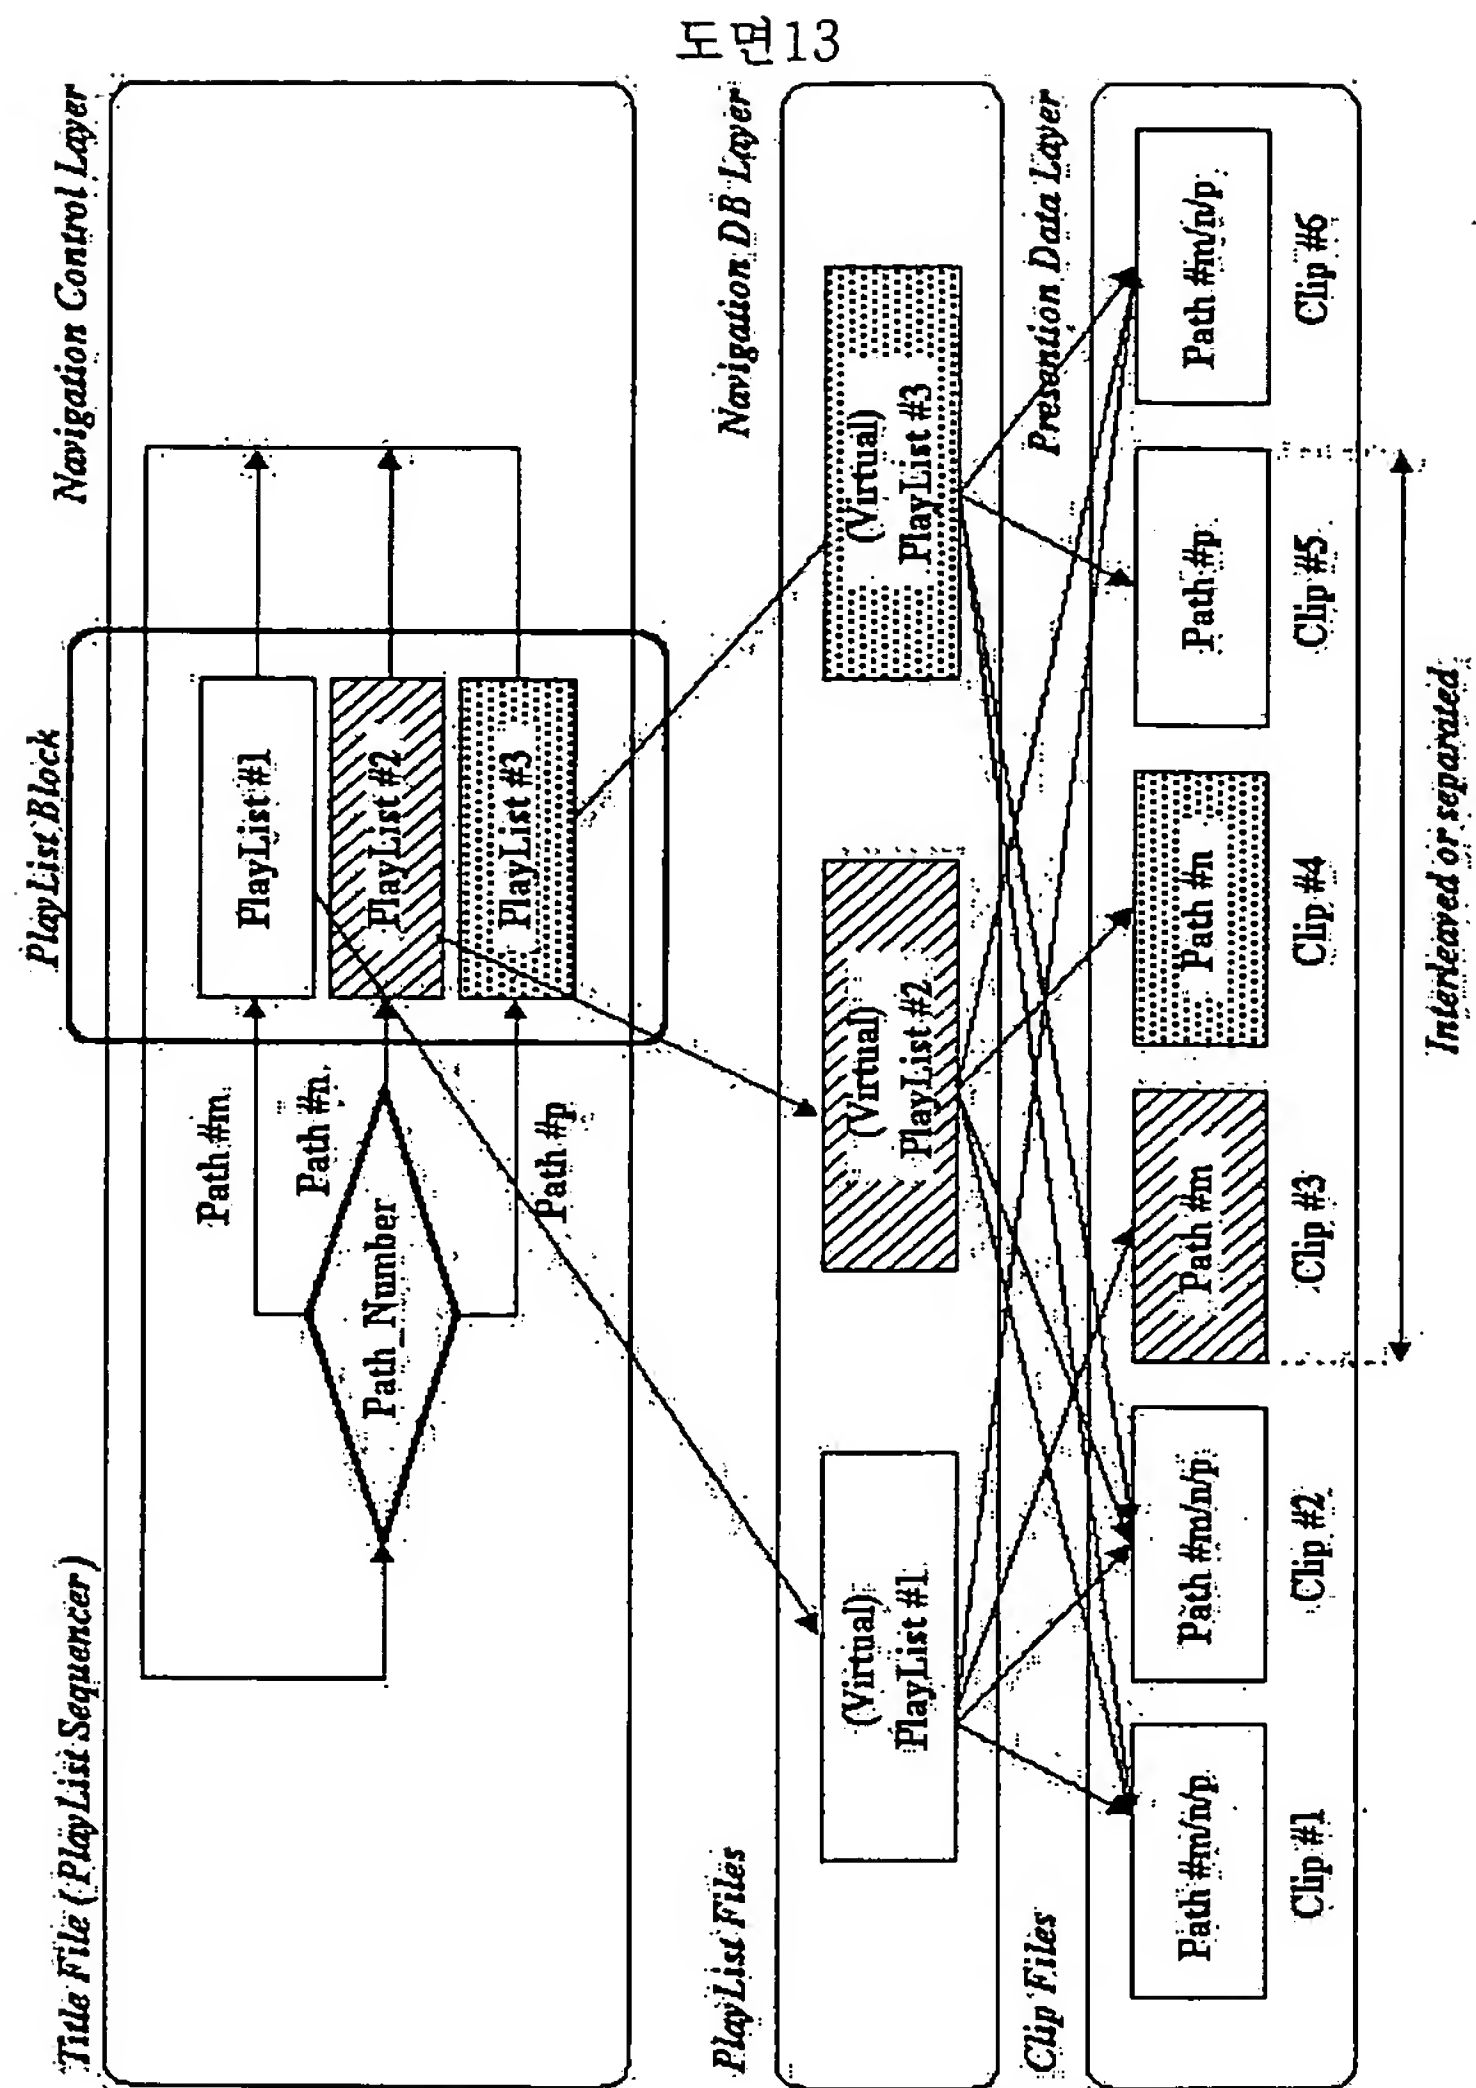 도면13
Title File (PlayList Sequencer)
PlayList Block
Navigation Control Layer
Path_Number
Path #m
Path #n
Path #p
PlayList #1
PlayList #2
PlayList #3
PlayList Files
Navigation DB Layer
(Virtual)
PlayList #1
(Virtual)
PlayList #2
(Virtual)
PlayList #3
Clip Files
Presention Data Layer
Path #m/n/p
Path #m/n/p
Path #m
Path #n
Path #p
Path #m/n/p
Clip #1
Clip #2
Clip #3
Clip #4
Clip #5
Clip #6
Interleaved or separated